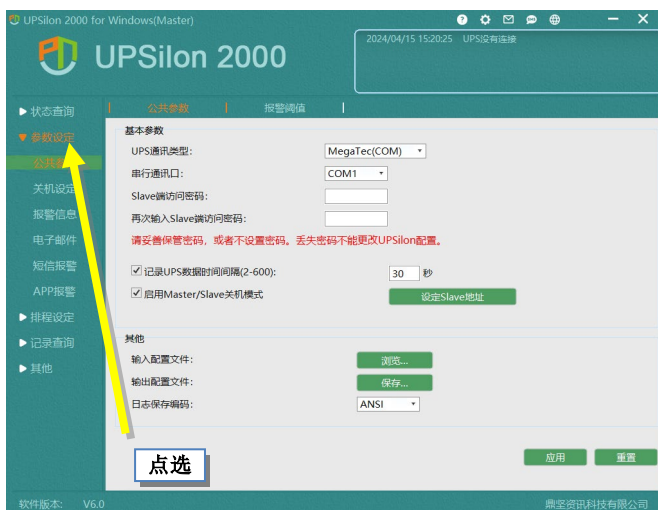 UPSilon 2000 for Windows(Master)
UPSilon 2000
2024/04/15 15:20:25 UPS没有连接
状态查询
参数设定
公共参
关机设定
报警信息
电子邮件
短信报警
APP报警
排程设定
记录查询
其他
公共参数
报警阈值
基本参数
UPS通讯类型:
MegaTec(COM)
串行通讯口:
COM1
Slave端访问密码:
再次输入Slave端访问密码:
请妥善保管密码，或者不设置密码。丢失密码不能更改UPSilon配置。
记录UPS数据时间间隔(2-600):
30 秒
启用Master/Slave关机模式
设定Slave地址
其他
输入配置文件:
浏览...
输出配置文件:
保存...
日志保存编码:
ANSI
应用
重置
点选
软件版本: V6.0
鼎坚资讯科技有限公司